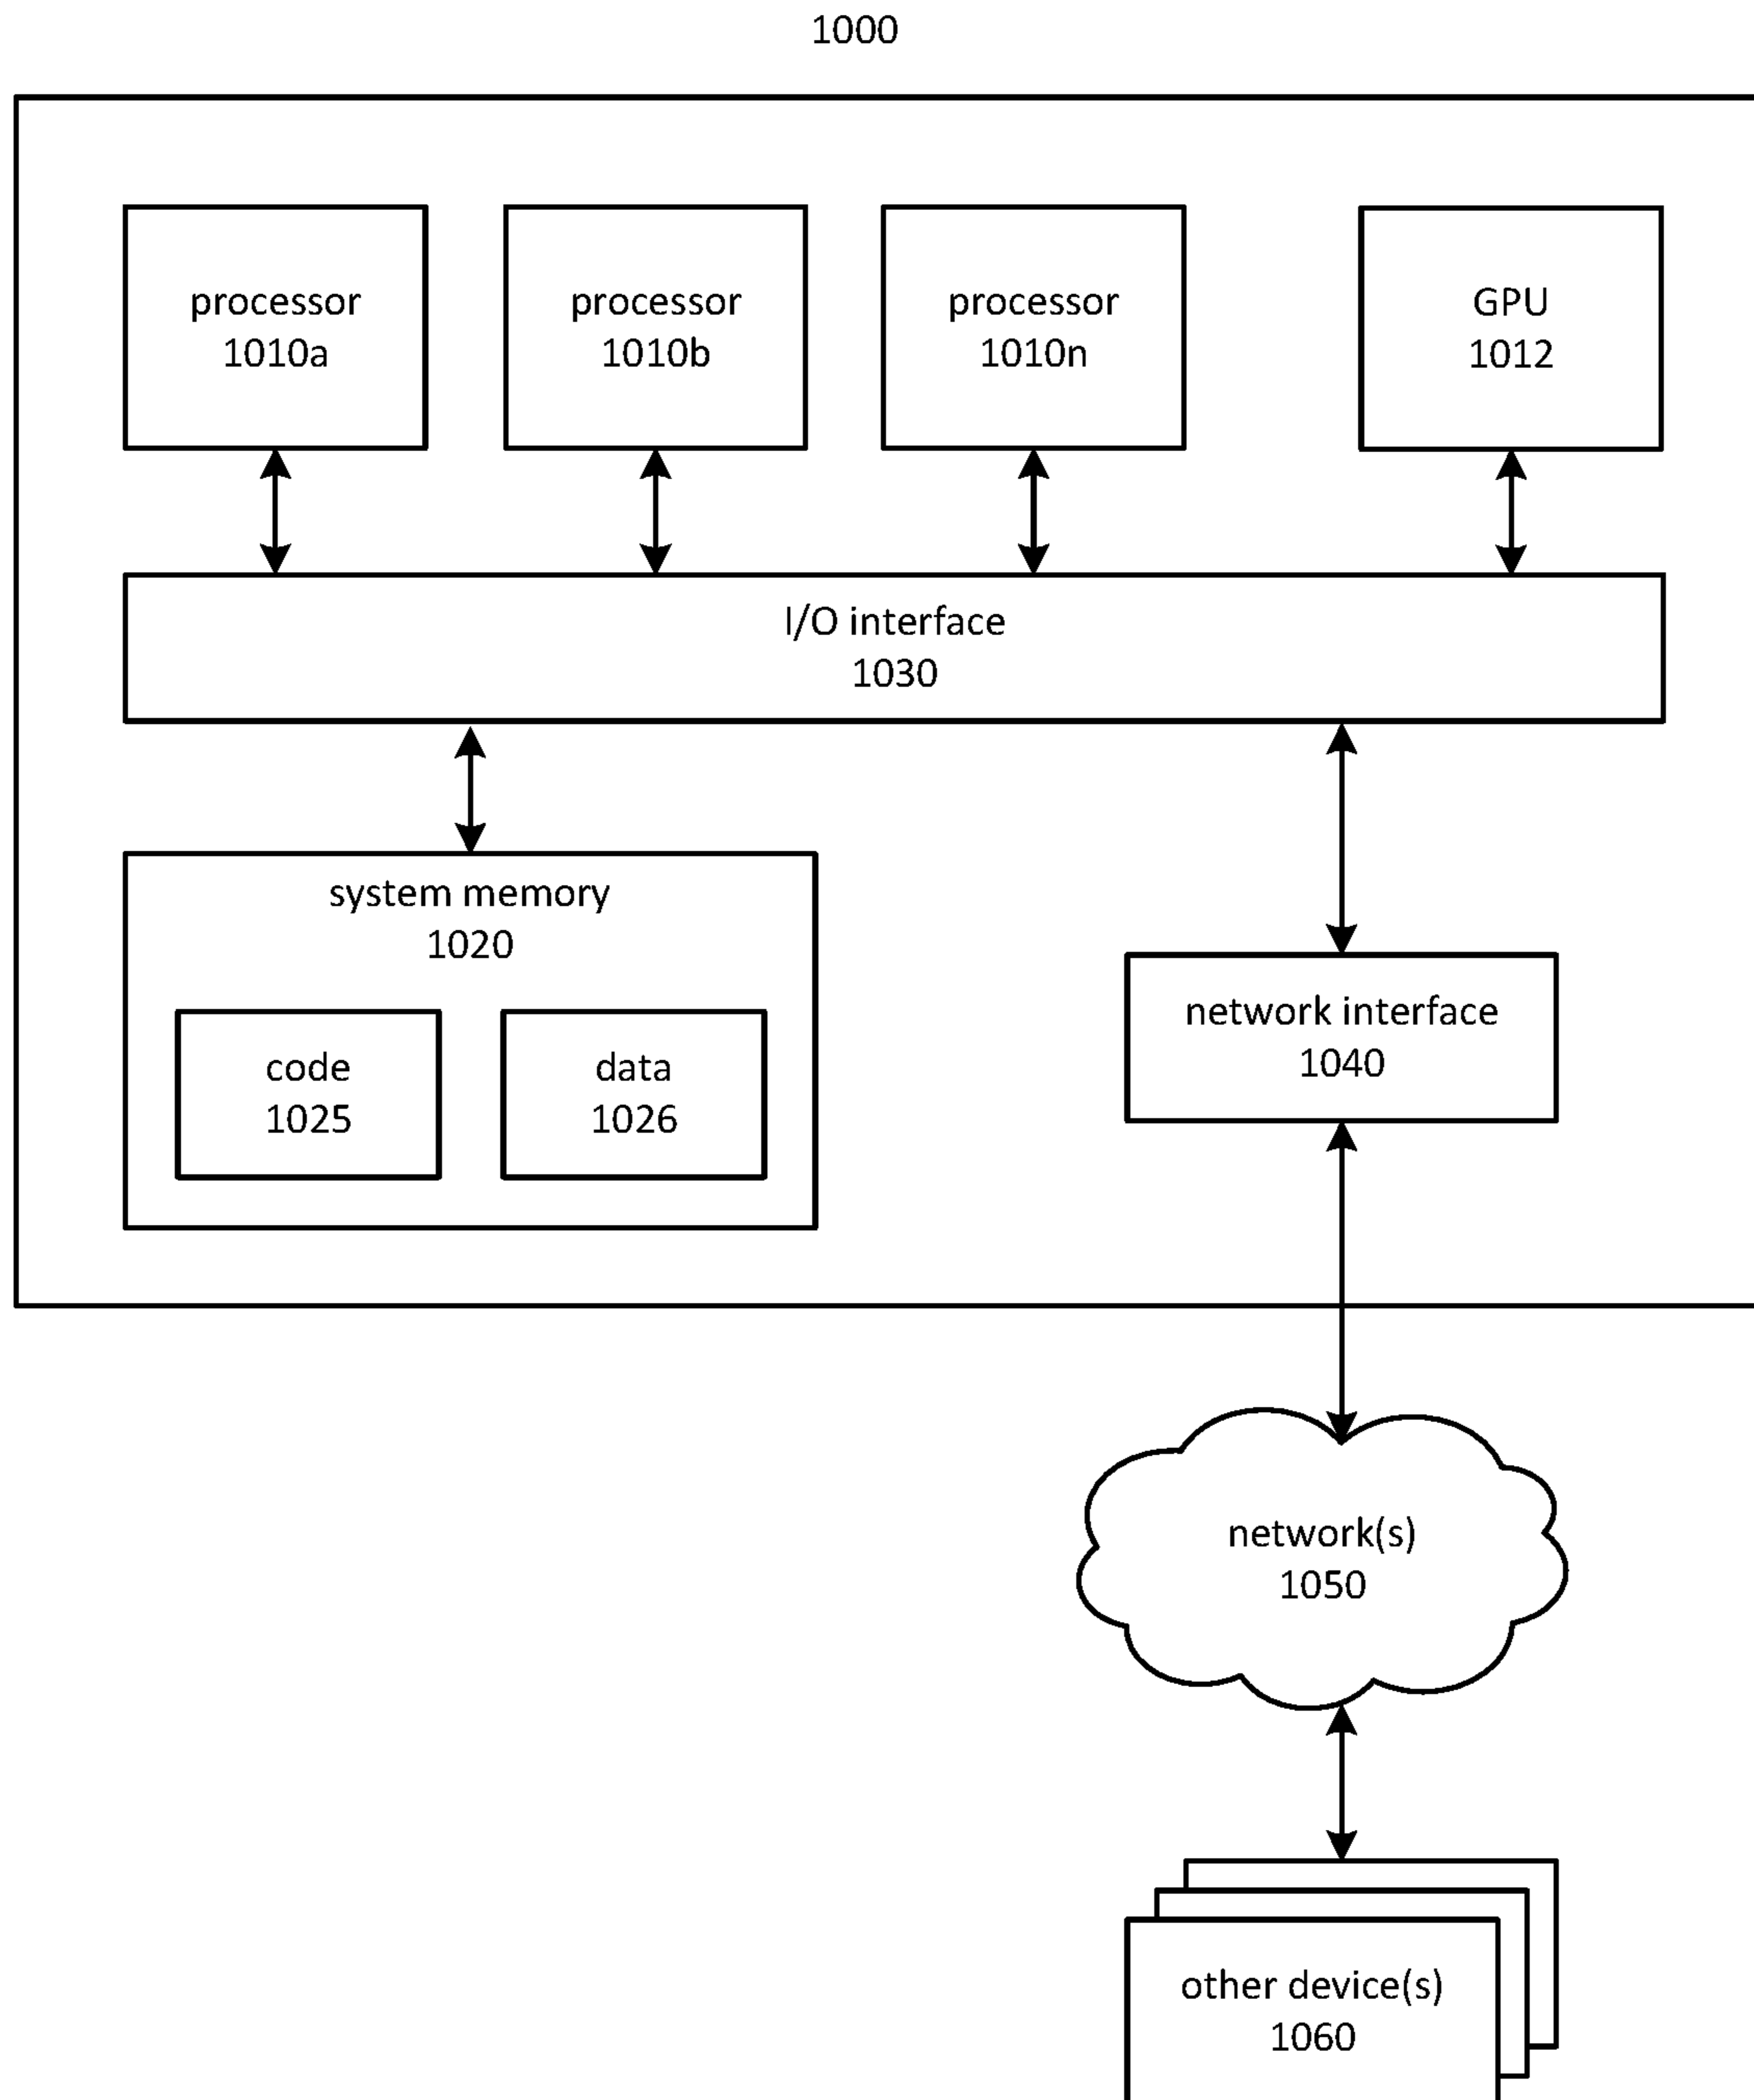 1000
processor
1010a
processor
1010b
processor
1010n
GPU
1012
I/O interface
1030
system memory
1020
code
1025
data
1026
network interface
1040
network(s)
1050
other device(s)
1060